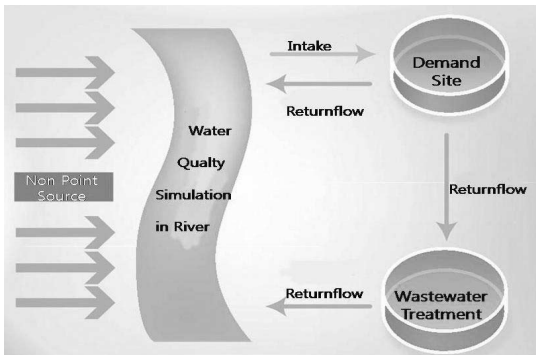 Intake
Demand
Site
Returnflow
Water
Qualty
Simulation
in River
Non Point
Source
Returnflow
Returnflow
Wastewater
Treatment